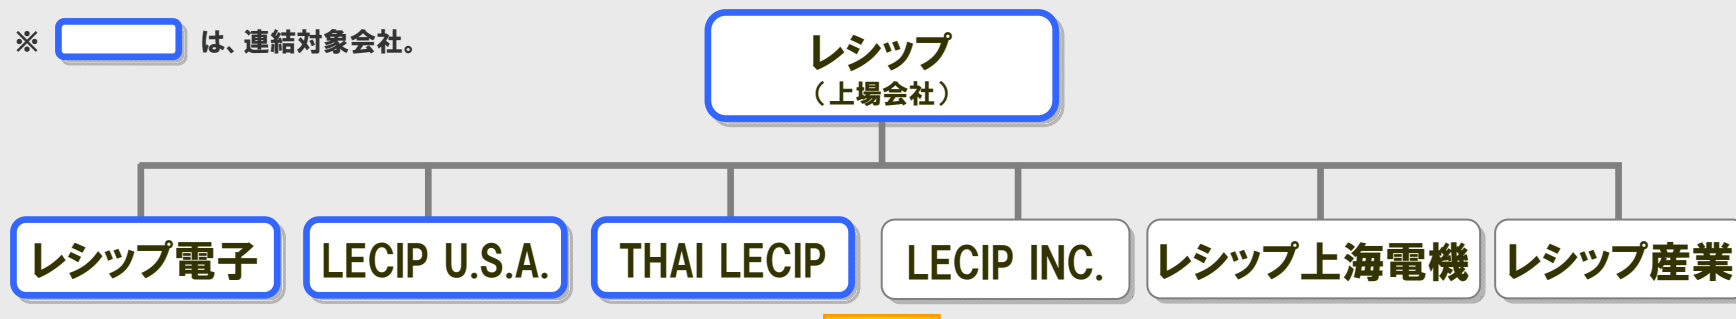 ※ は、連結対象会社。
レシップ
（上場会社）
レシップ電子
LECIP U.S.A.
THAI LECIP
LECIP INC.
レシップ上海電機
レシップ産業